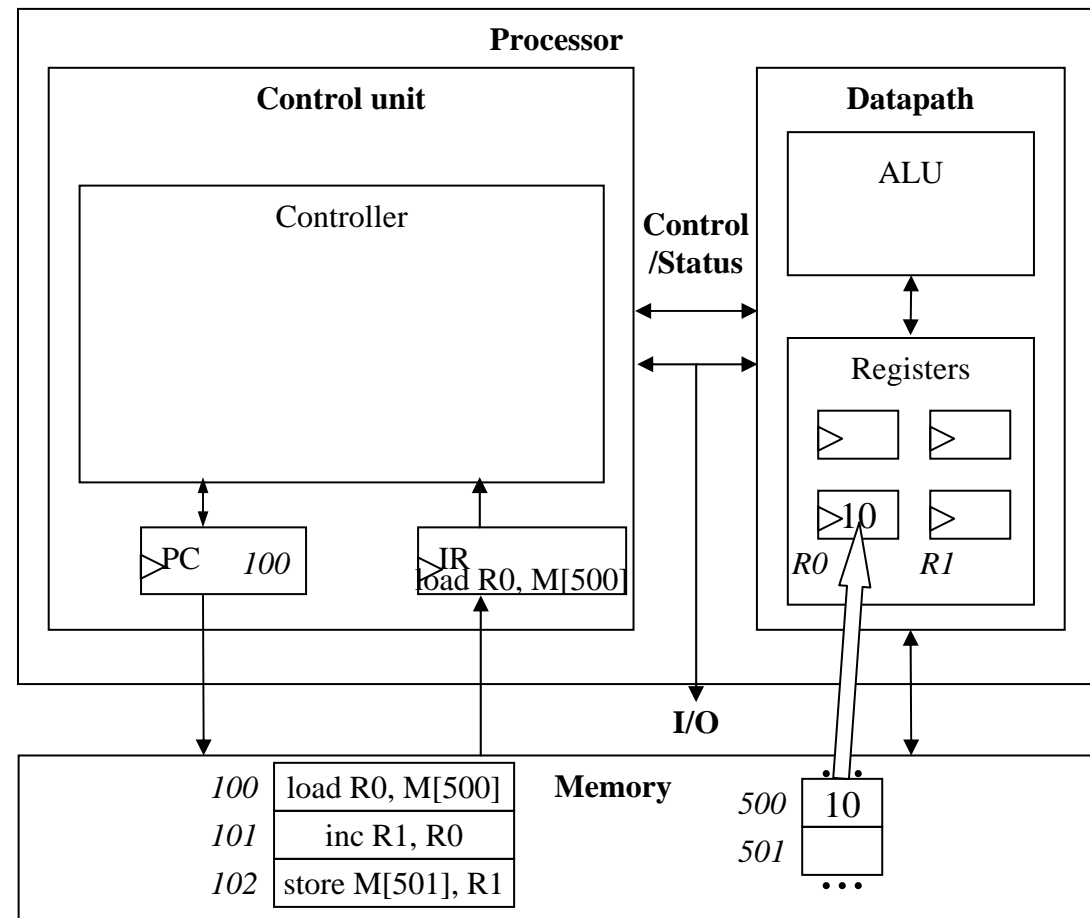 Processor
Control unit
Datapath
ALU
Controller
Control
/Status
Registers
10
R0 R1
PC 100
IR
load R0, M[500]
I/O
Memory
100 load R0, M[500]
101 inc R1, R0
102 store M[501], R1
...
500 10
501
...